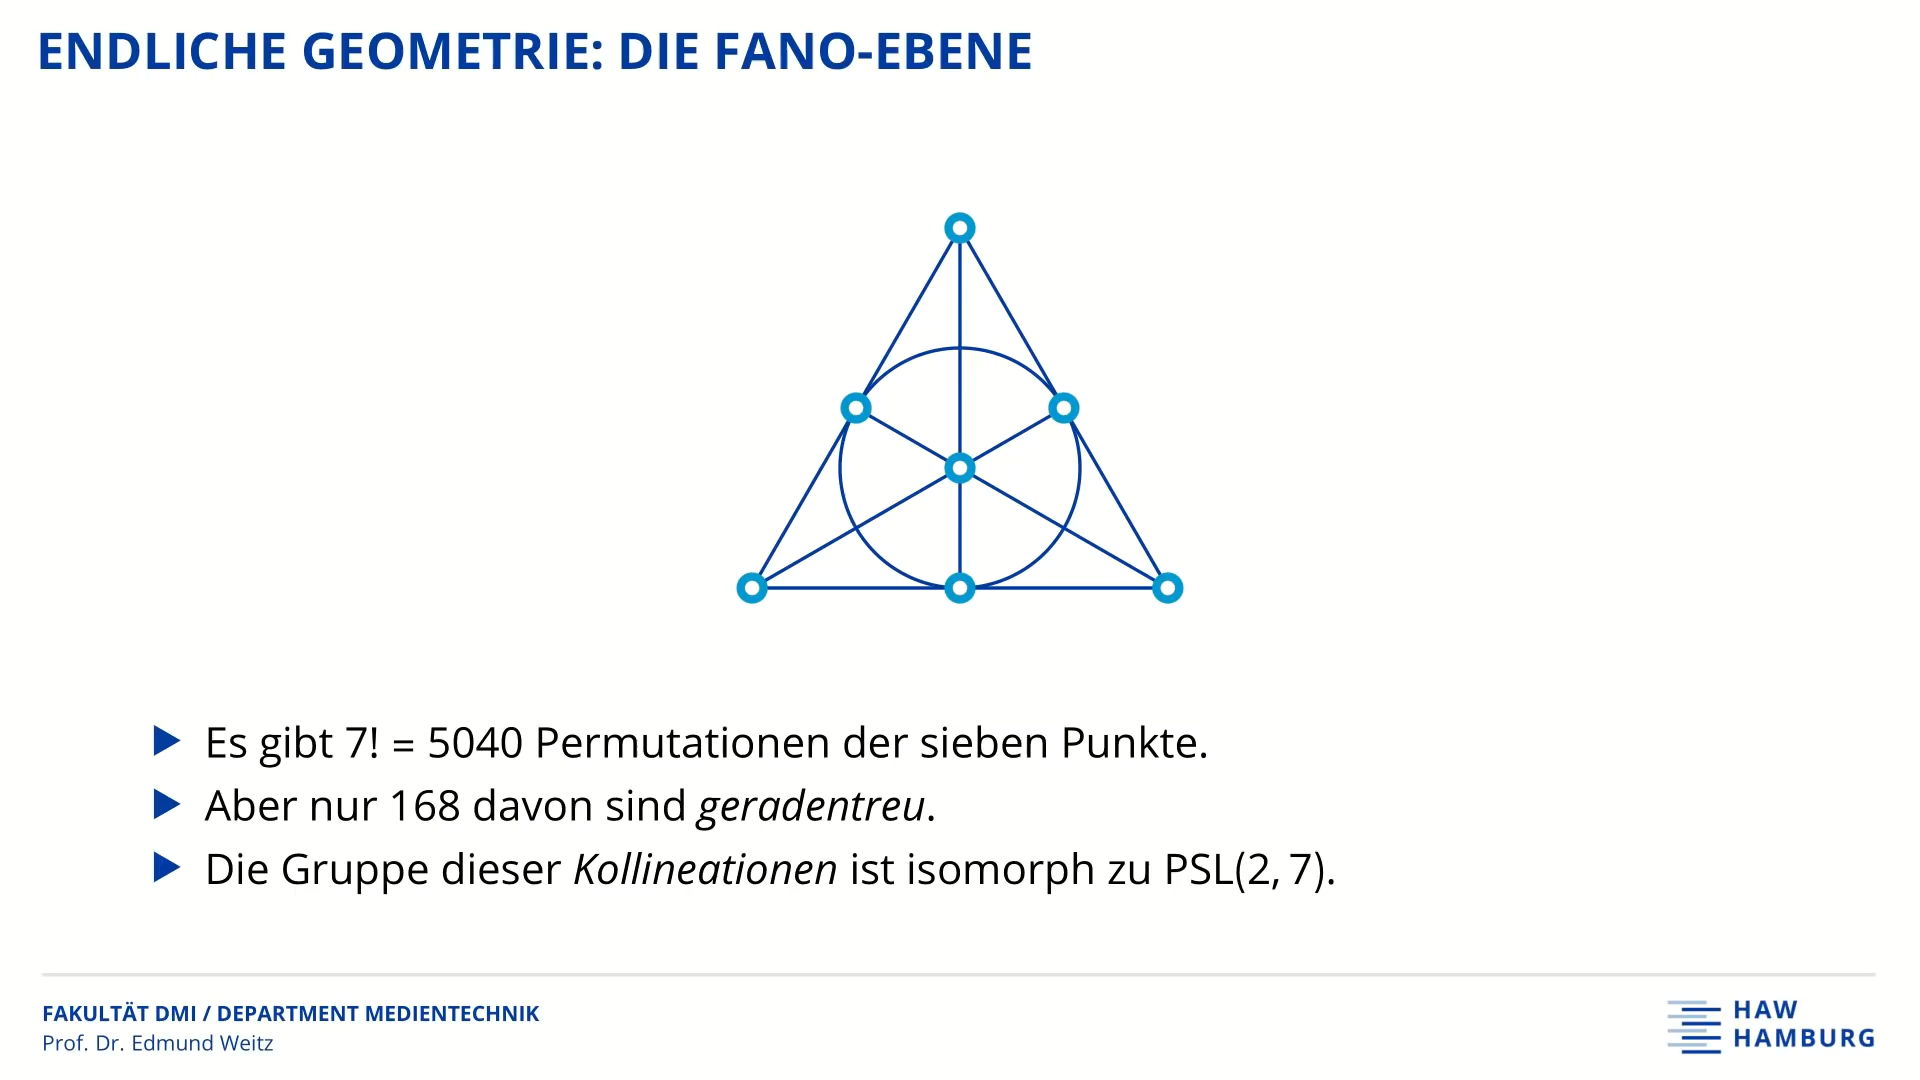 ENDLICHE GEOMETRIE: DIE FANO-EBENE
Es gibt 7! = 5040 Permutationen der sieben Punkte.
Aber nur 168 davon sind geradentreu.
Die Gruppe dieser Kollineationen ist isomorph zu PSL(2, 7).
FAKULTÄT DMI / DEPARTMENT MEDIENTECHNIK
Prof. Dr. Edmund Weitz
HAW
HAMBURG